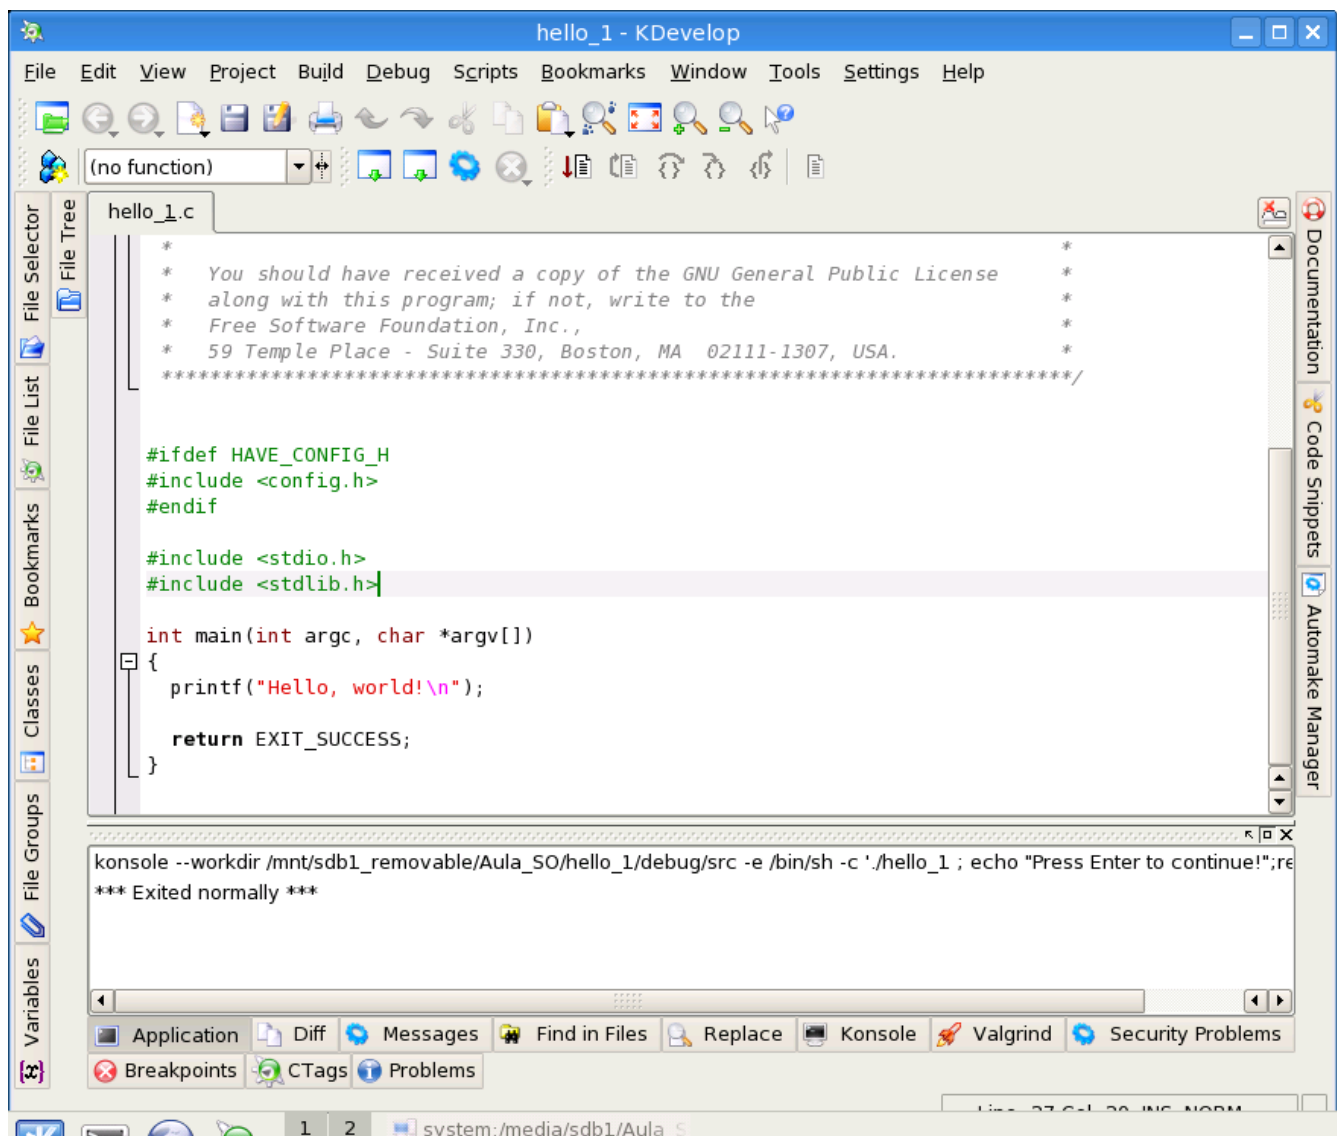 hello_1 - KDevelop
File Edit View Project Build Debug Scripts Bookmarks Window Tools Settings Help
(no function)
File Selector
File List
Bookmarks
Classes
File Groups
Variables
{x}
File Tree
hello_1.c
* *
* You should have received a copy of the GNU General Public License *
* along with this program; if not, write to the *
* Free Software Foundation, Inc., *
* 59 Temple Place - Suite 330, Boston, MA 02111-1307, USA. *
***************************************************************************/
#ifdef HAVE_CONFIG_H
#include <config.h>
#endif
#include <stdio.h>
#include <stdlib.h>
int main(int argc, char *argv[])
{
printf("Hello, world!\n");
return EXIT_SUCCESS;
}
Documentation
Code Snippets
Automake Manager
konsole --workdir /mnt/sdb1_removable/Aula_SO/hello_1/debug/src -e /bin/sh -c './hello_1 ; echo "Press Enter to continue!";re
*** Exited normally ***
Application Diff Messages Find in Files Replace Konsole Valgrind Security Problems
Breakpoints CTags Problems
1 2 system:/media/sdb1/Aula_S